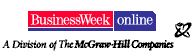 BusinessWeek online
A Division of The McGraw-Hill Companies